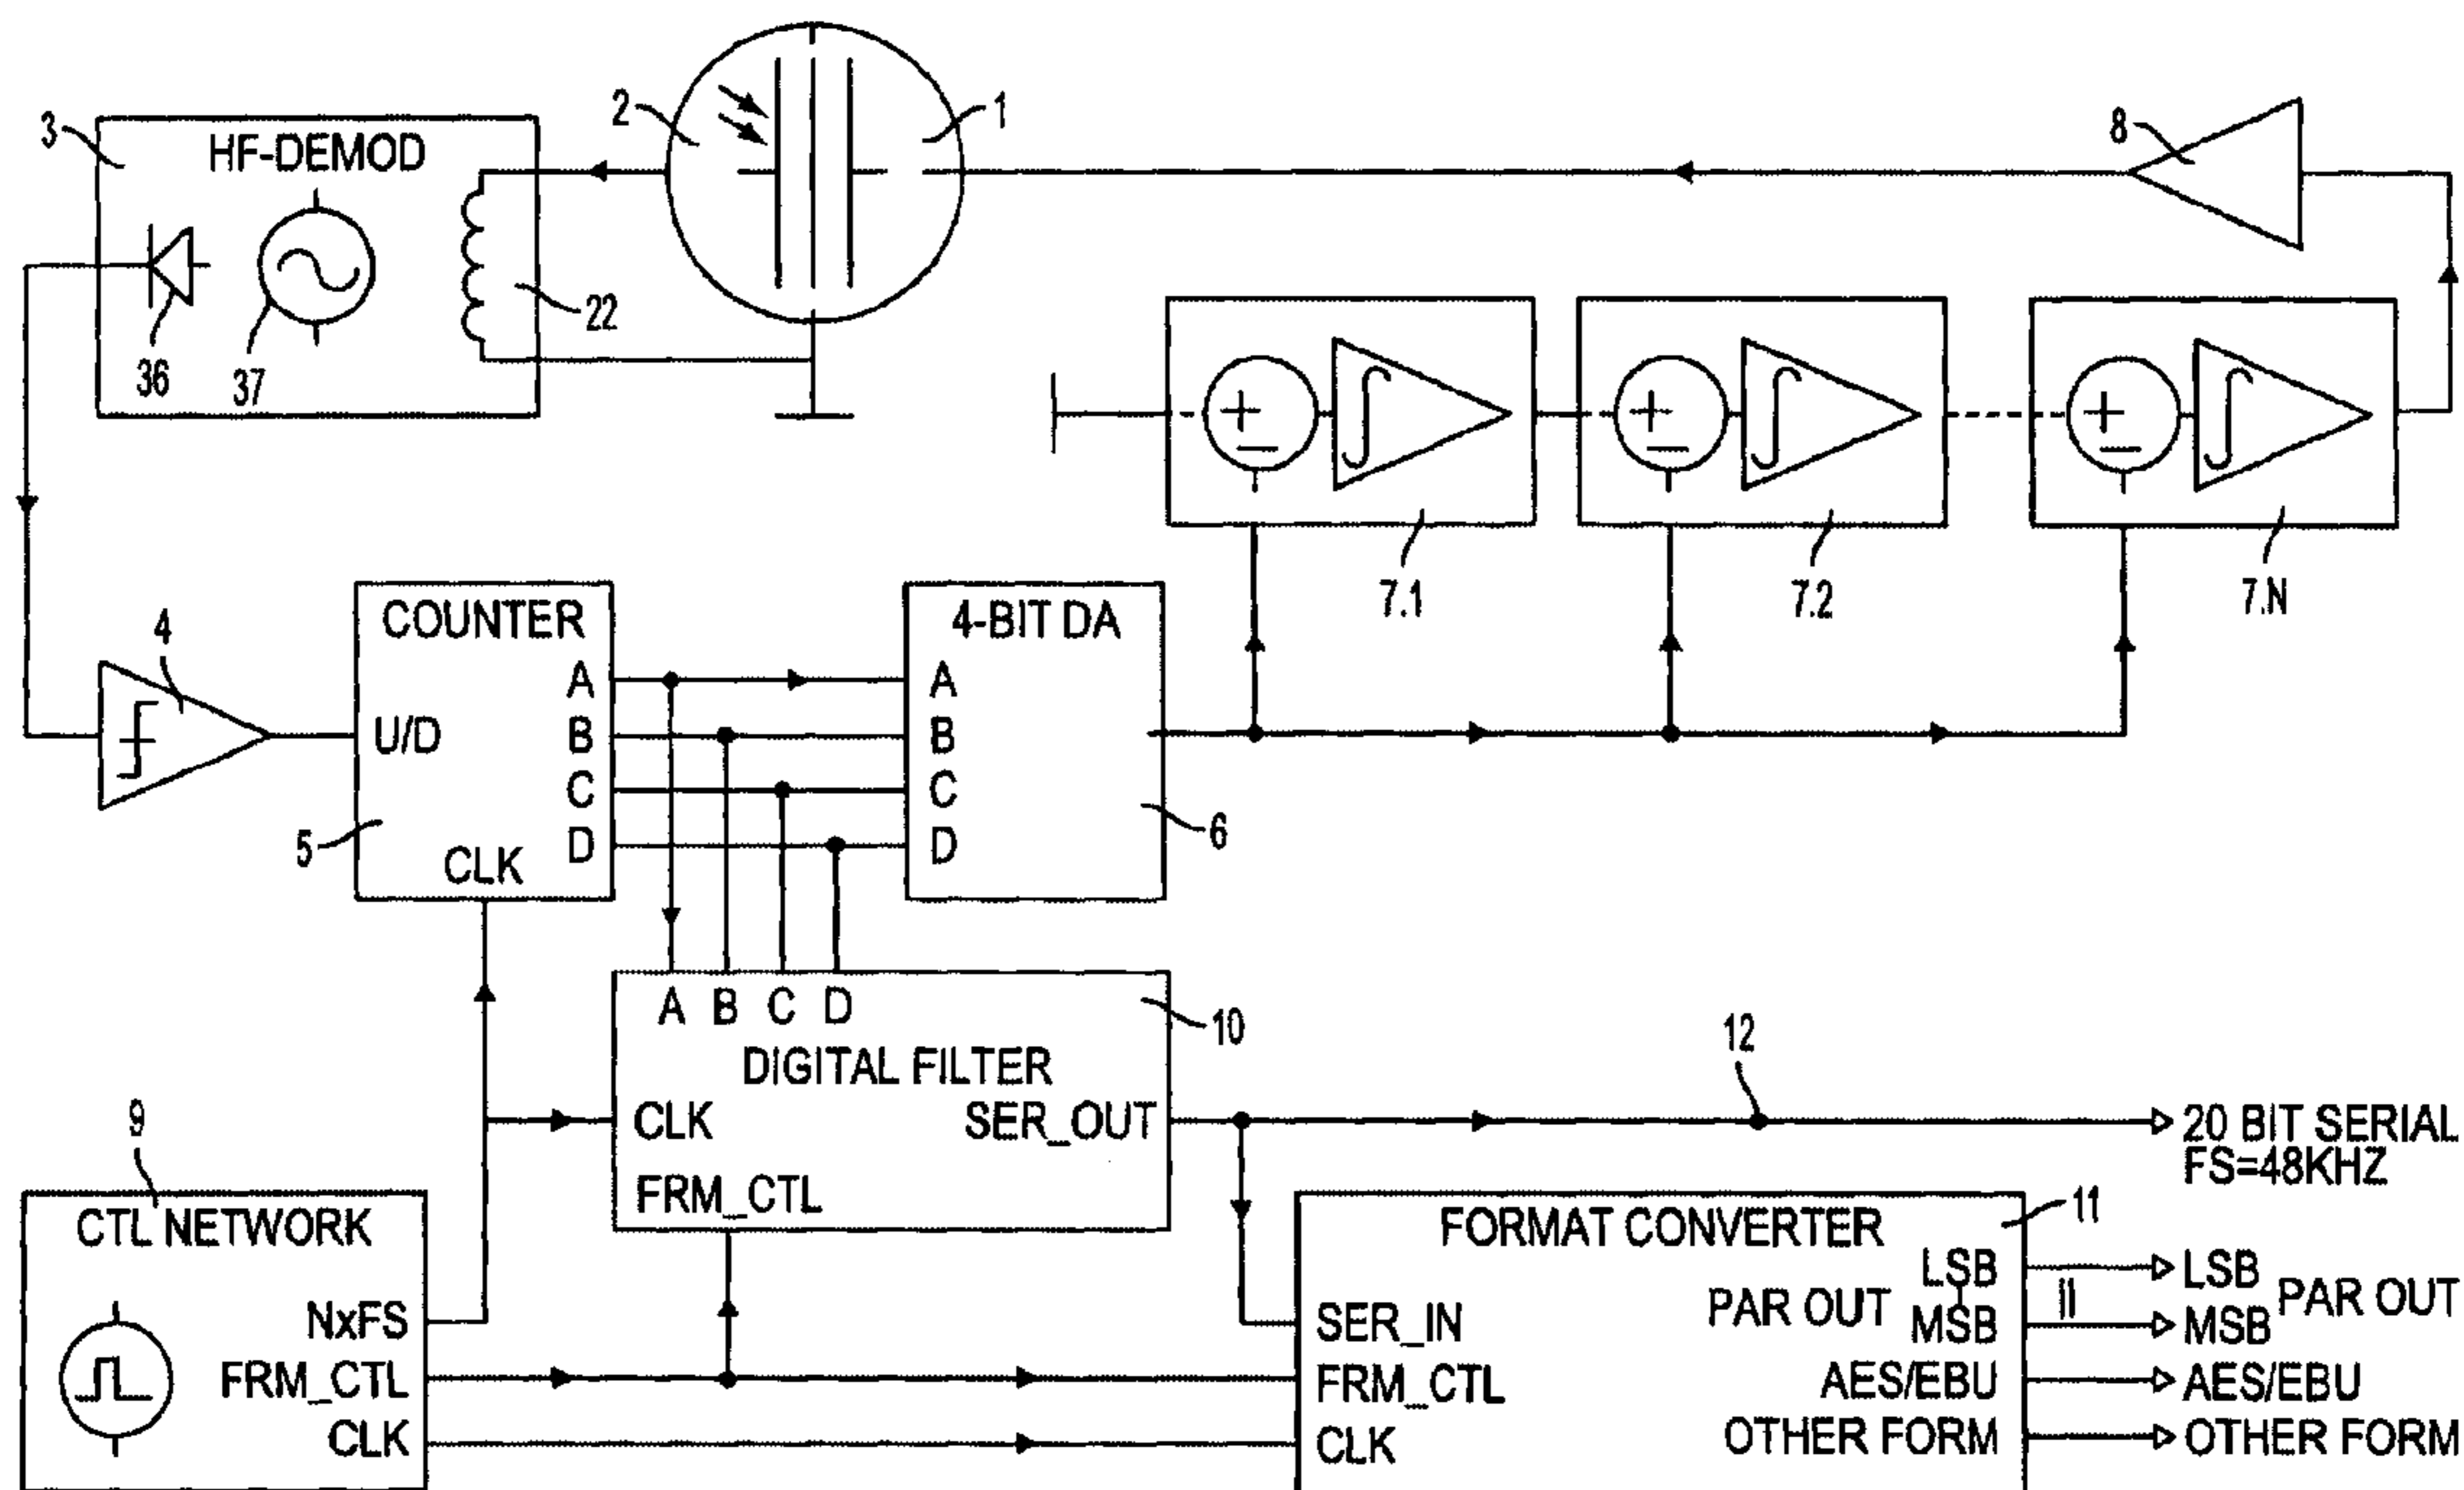 3
HF-DEMOD
2
1
8
36
37
22
7.1
7.2
7.N
4
COUNTER
4-BIT DA
A
A
U/D
B
B
C
C
D
D
5
CLK
6
A B C D
10
DIGITAL FILTER
CLK
SER_OUT
FRM_CTL
12
20 BIT SERIAL
FS=48KHZ
9
CTL NETWORK
NxFS
FRM_CTL
CLK
11
FORMAT CONVERTER
SER_IN
FRM_CTL
CLK
PAR OUT
LSB
MSB
AES/EBU
OTHER FORM
LSB
MSB
PAR OUT
AES/EBU
OTHER FORM